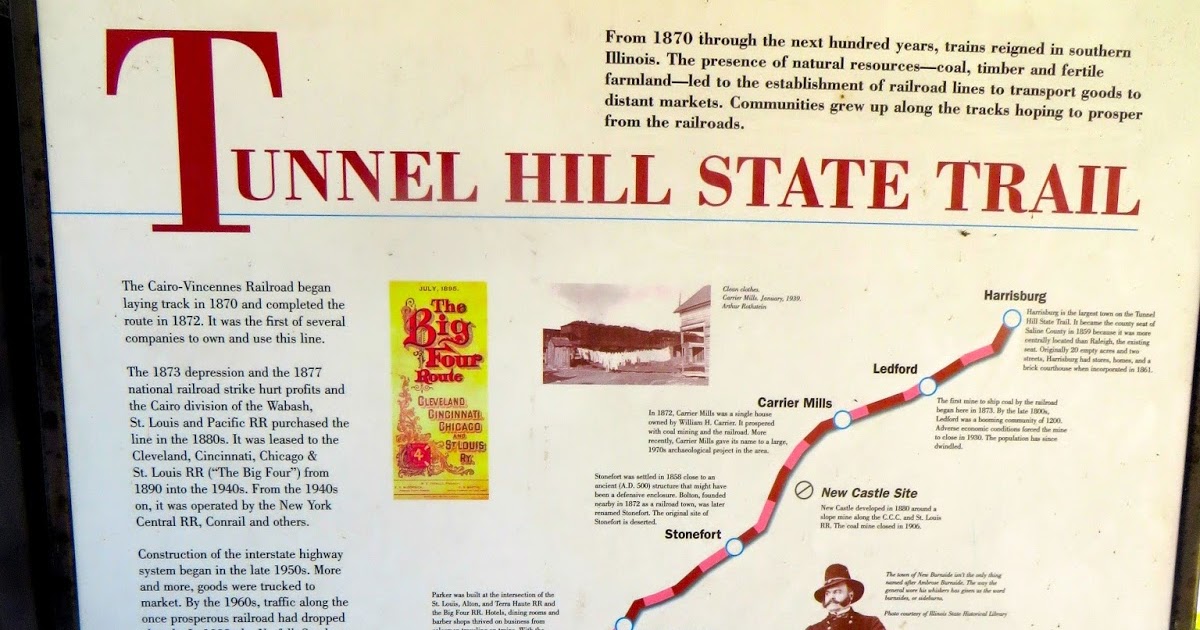 From 1870 through the next hundred years, trains reigned in southern
Illinois. The presence of natural resources—coal, timber and fertile
farmland—led to the establishment of railroad lines to transport goods to
distant markets. Communities grew up along the tracks hoping to prosper
from the railroads.
TUNNEL HILL STATE TRAIL
The Cairo-Vincennes Railroad began
laying track in 1870 and completed the
route in 1872. It was the first of several
companies to own and use this line.
The 1873 depression and the 1877
national railroad strike hurt profits and
the Cairo division of the Wabash,
St. Louis and Pacific RR purchased the
line in the 1880s. It was leased to the
Cleveland, Cincinnati, Chicago &
St. Louis RR (“The Big Four”) from
1890 into the 1940s. From the 1940s
on, it was operated by the New York
Central RR, Conrail and others.
Construction of the interstate highway
system began in the late 1950s. More
and more, goods were trucked to
market. By the 1960s, traffic along the
once prosperous railroad had dropped
JULY, 1895.
The
Big
Four
Route
CLEVELAND
CINCINNATI
CHICAGO
AND
ST LOUIS
RY.
4
Clean clothes.
Carrier Mills, January, 1939.
Arthur Rothstein
Harrisburg
Harrisburg is the largest town on the Tunnel
Hill State Trail. It became the county seat of
Saline County in 1859 because it was more
centrally located than Raleigh, the existing
seat. Originally 20 empty acres and two
streets, Harrisburg had stores, homes, and a
brick courthouse when incorporated in 1861.
Ledford
The first mine to ship coal by the railroad
began here in 1873. By the late 1800s,
Ledford was a booming community of 1200.
Adverse economic conditions forced the mine
to close in 1930. The population has since
dwindled.
Carrier Mills
In 1872, Carrier Mills was a single house
owned by William H. Carrier. It prospered
with coal mining and the railroad. More
recently, Carrier Mills gave its name to a large,
1970s archaeological project in the area.
New Castle Site
New Castle developed in 1880 around a
slope mine along the C.C.C. and St. Louis
RR. The coal mine closed in 1906.
Stonefort was settled in 1858 close to an
ancient (A.D. 500) structure that might have
been a defensive enclosure. Bolton, founded
nearby in 1872 as a railroad town, was later
renamed Stonefort. The original site of
Stonefort is deserted.
Stonefort
The town of New Burnside isn't the only thing
named after Ambrose Burnside. The way the
general wore his whiskers has given us the word
burnsides, or sideburns.
Photo courtesy of Illinois State Historical Library
Parker was built at the intersection of the
St. Louis, Alton, and Terra Haute RR and
the Big Four RR. Hotels, dining rooms and
barber shops thrived on business from